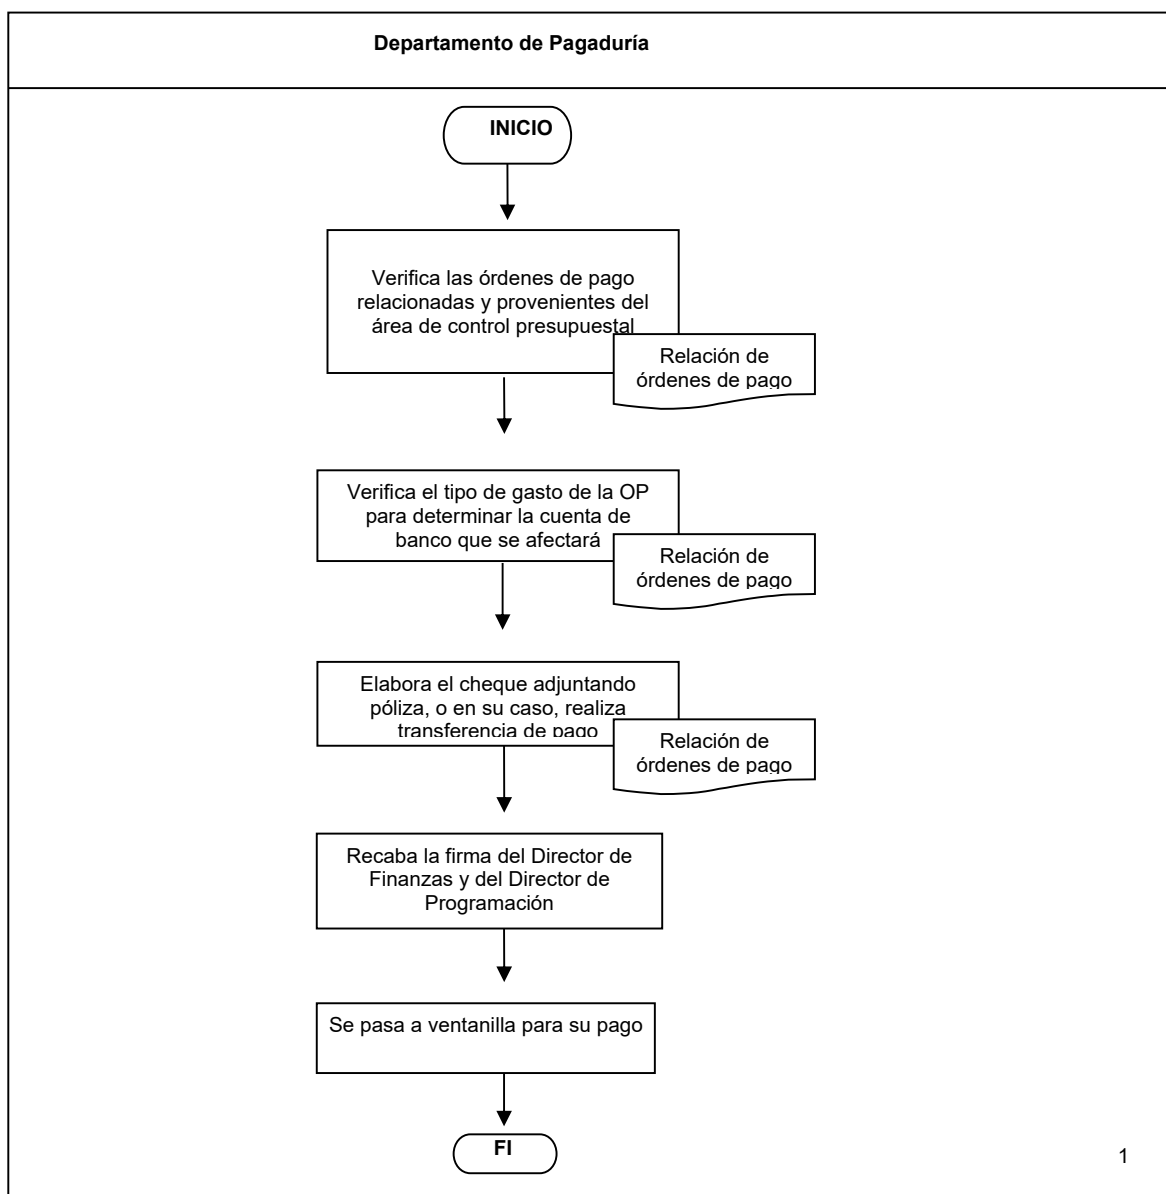 Departamento de Pagaduría
INICIO
Verifica las órdenes de pago
relacionadas y provenientes del
área de control presupuestal
Relación de
órdenes de pago
Verifica el tipo de gasto de la OP
para determinar la cuenta de
banco que se afectará
Relación de
órdenes de pago
Elabora el cheque adjuntando
póliza, o en su caso, realiza
transferencia de pago
Relación de
órdenes de pago
Recaba la firma del Director de
Finanzas y del Director de
Programación
Se pasa a ventanilla para su pago
FI
1